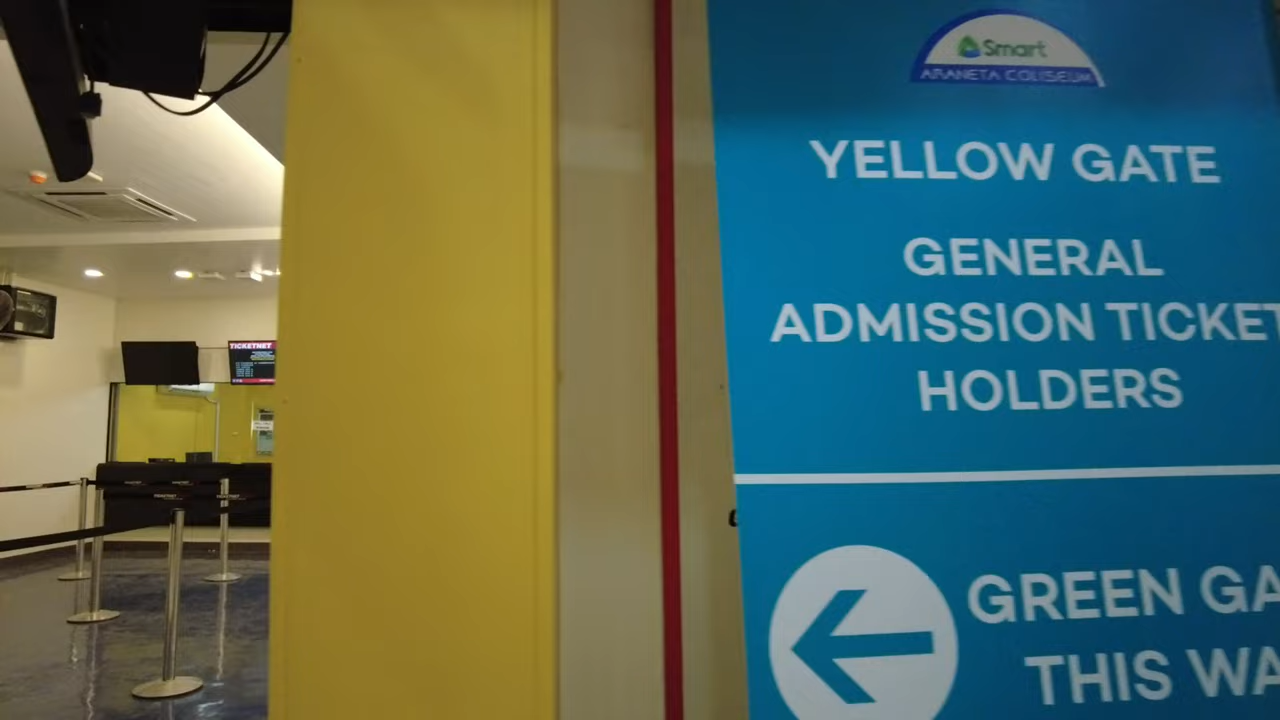 Smart
ARANETA COLISEUM
YELLOW GATE
GENERAL
ADMISSION TICKET
HOLDERS
GREEN GA
THIS WA
TICKETNET